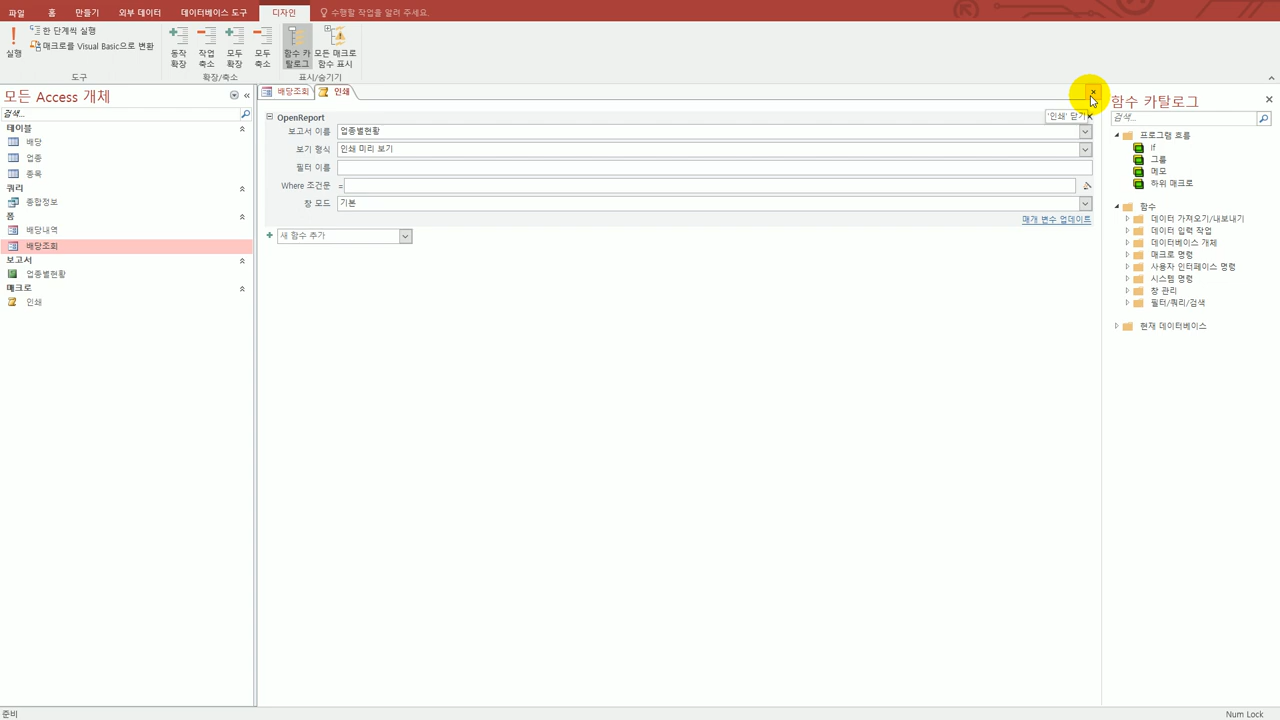 파일 홈 만들기 외부 데이터 데이터베이스 도구 디자인 수행할 작업을 알려 주세요.
실행
한 단계씩 실행
매크로를 Visual Basic으로 변환
도구
동작 확장
작업 축소
모두 확장
모두 축소
확장/축소
함수 카탈로그
모든 매크로 함수 표시
표시/숨기기
모든 Access 개체
검색...
테이블
배당
업종
종목
쿼리
종합정보
폼
배당내역
배당조회
보고서
업종별현황
매크로
인쇄
배당조회 인쇄
'인쇄' 닫기
OpenReport
보고서 이름 업종별현황
보기 형식 인쇄 미리 보기
필터 이름
Where 조건문 =
창 모드 기본
매개 변수 업데이트
새 함수 추가
함수 카탈로그
검색...
프로그램 흐름
If
그룹
메모
하위 매크로
함수
데이터 가져오기/내보내기
데이터 입력 작업
데이터베이스 개체
매크로 명령
사용자 인터페이스 명령
시스템 명령
창 관리
필터/쿼리/검색
현재 데이터베이스
준비
Num Lock